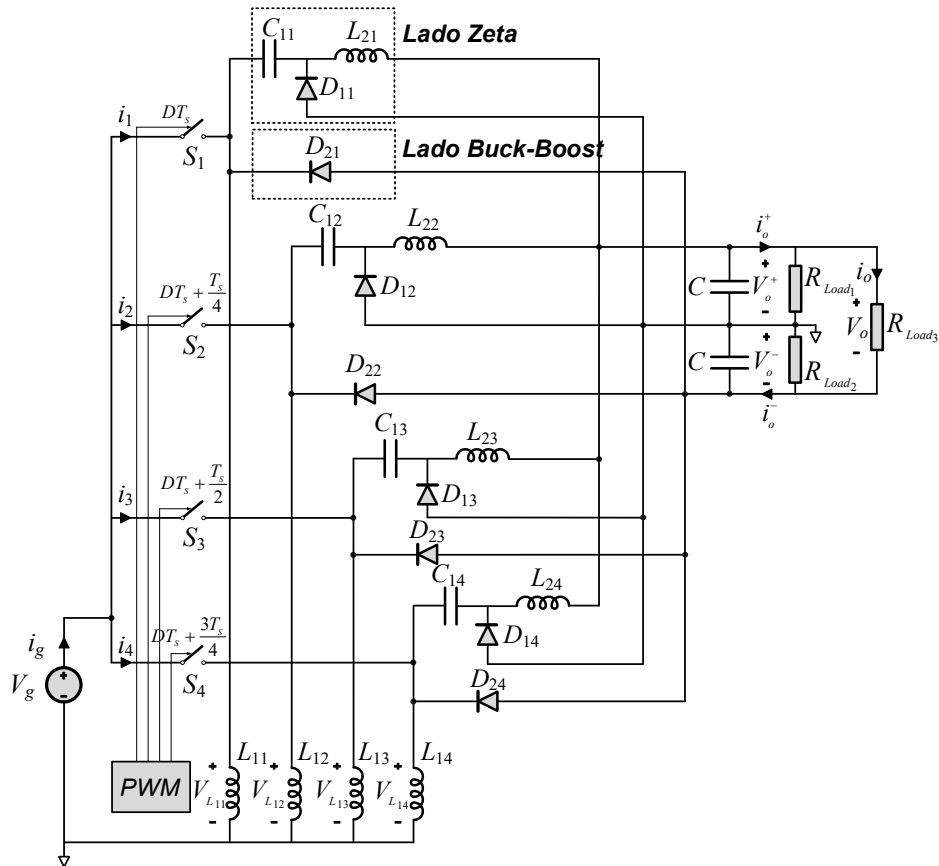 C11
L21
Lado Zeta
D11
i1
DTs
S1
D21
Lado Buck-Boost
C12
L22
D12
i2
DTs + Ts/4
S2
D22
C
Vo+
+
-
io+
RLoad1
io
+
Vo
-
RLoad3
C
+
Vo-
-
RLoad2
io-
C13
L23
D13
i3
DTs + Ts/2
S3
D23
C14
L24
D14
i4
DTs + 3Ts/4
S4
D24
ig
Vg
+
-
PWM
L11
+
VL11
-
L12
+
VL12
-
L13
+
VL13
-
L14
+
VL14
-